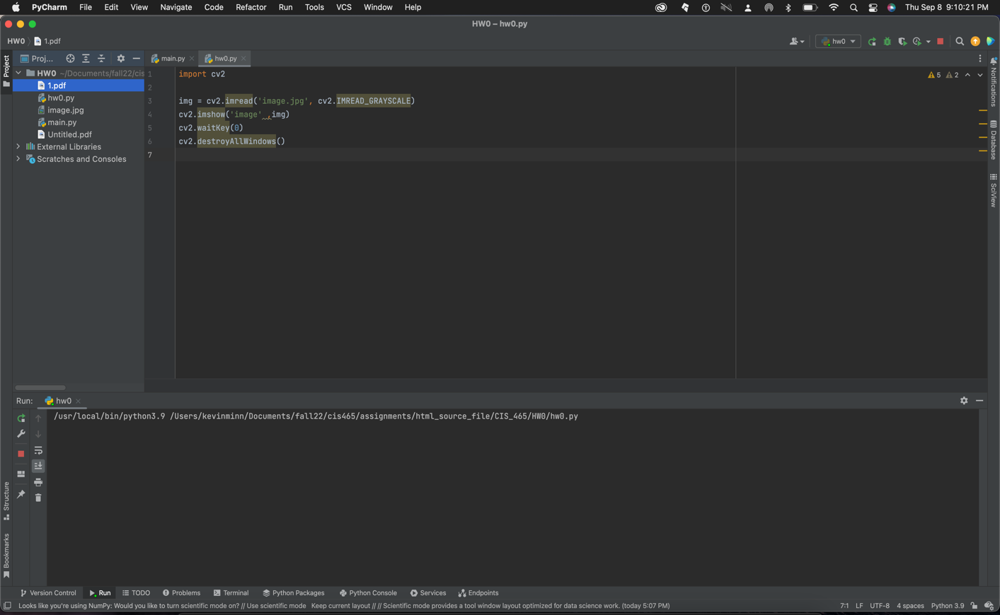 PyCharm File Edit View Navigate Code Refactor Run Tools VCS Window Help Thu Sep 8 9:10:21 PM
HW0 – hw0.py
HW0 1.pdf hw0
Project Proj... main.py hw0.py
HW0 ~/Documents/fall22/cis
1.pdf
hw0.py
image.jpg
main.py
Untitled.pdf
External Libraries
Scratches and Consoles
1 import cv2
2
3 img = cv2.imread('image.jpg', cv2.IMREAD_GRAYSCALE)
4 cv2.imshow('image' ,img)
5 cv2.waitKey(0)
6 cv2.destroyAllWindows()
7
5 2
Notifications
Database
SciView
Run: hw0
/usr/local/bin/python3.9 /Users/kevinminn/Documents/fall22/cis465/assignments/html_source_file/CIS_465/HW0/hw0.py
Structure
Bookmarks
Version Control Run TODO Problems Terminal Python Packages Python Console Services Endpoints
Looks like you're using NumPy: Would you like to turn scientific mode on? // Use scientific mode Keep current layout // // Scientific mode provides a tool window layout optimized for data science work. (today 5:07 PM) 7:1 LF UTF-8 4 spaces Python 3.9